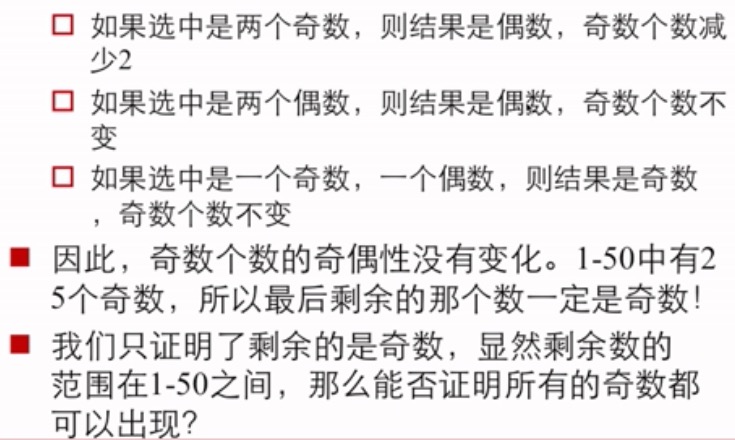 如果选中是两个奇数，则结果是偶数，奇数个数减
少2
如果选中是两个偶数，则结果是偶数，奇数个数不
变
如果选中是一个奇数，一个偶数，则结果是奇数
，奇数个数不变
因此，奇数个数的奇偶性没有变化。1-50中有2
5个奇数，所以最后剩余的那个数一定是奇数！
我们只证明了剩余的是奇数，显然剩余数的
范围在1-50之间，那么能否证明所有的奇数都
可以出现？